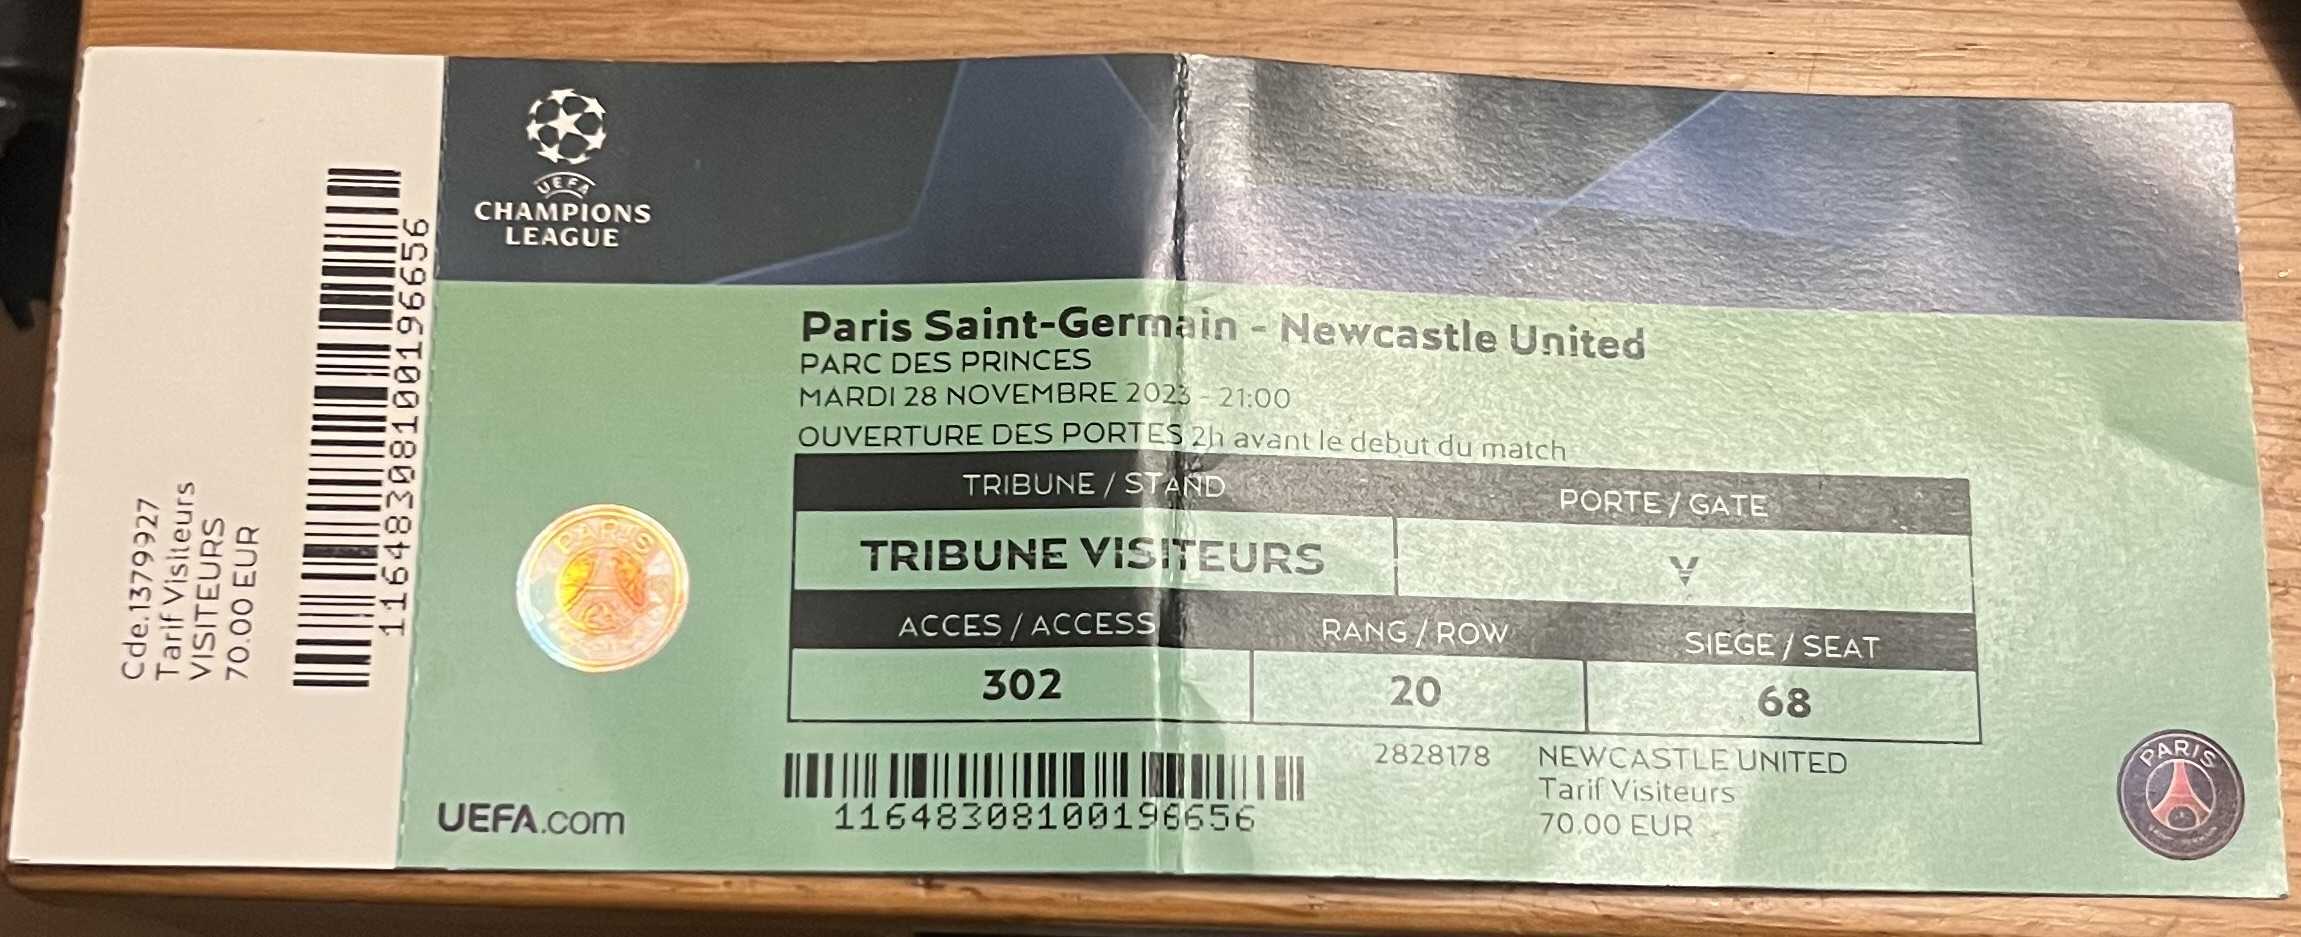 Cde.1379927
Tarif Visiteurs
VISITEURS
70.00 EUR
11648308100196656
UEFA
CHAMPIONS
LEAGUE
Paris Saint-Germain - Newcastle United
PARC DES PRINCES
MARDI 28 NOVEMBRE 2023 - 21:00
OUVERTURE DES PORTES 2h avant le debut du match
TRIBUNE / STAND PORTE / GATE
TRIBUNE VISITEURS V
ACCES / ACCESS RANG / ROW SIEGE / SEAT
302 20 68
PARIS
11648308100196656
2828178 NEWCASTLE UNITED
Tarif Visiteurs
70.00 EUR
UEFA.com
PARIS